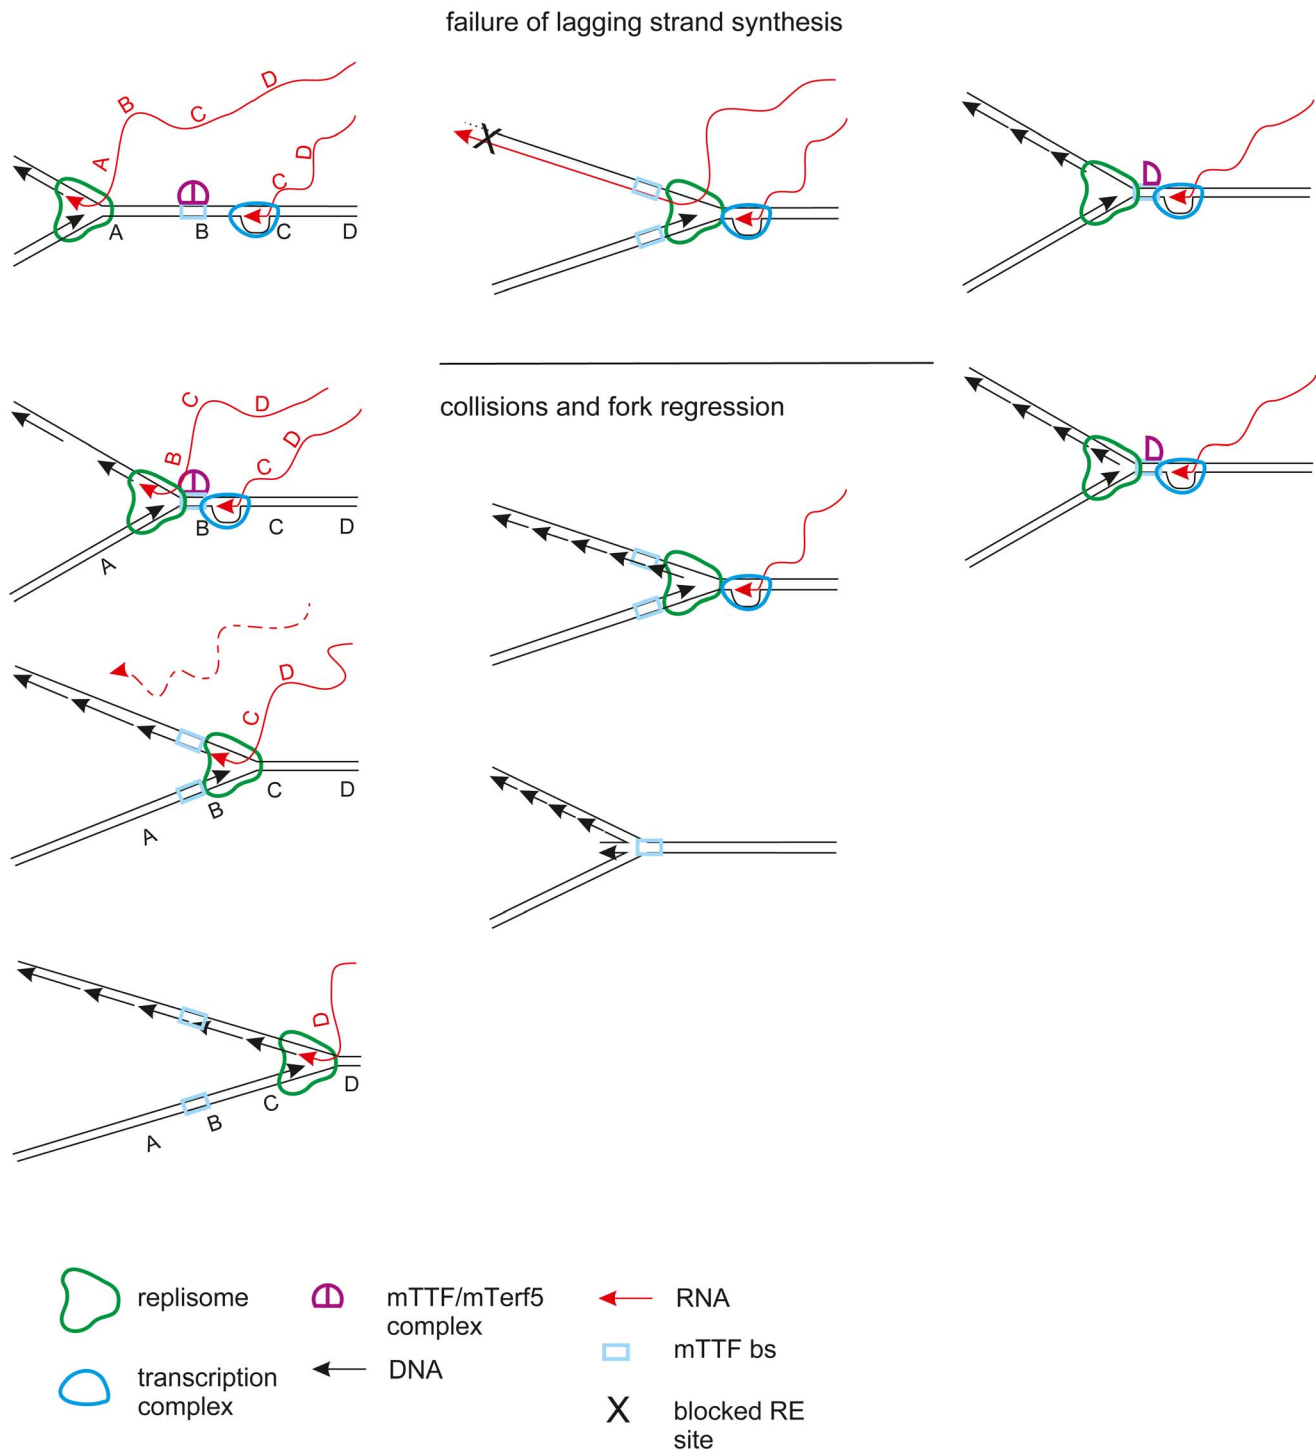 failure of lagging strand synthesis
A B C D
C D
A B C D
B C D
C D
B C D
A
collisions and fork regression
C D
A B C D
D
A B C D
replisome
mTTF/mTerf5
complex
RNA
mTTF bs
transcription
complex
DNA
X
blocked RE
site